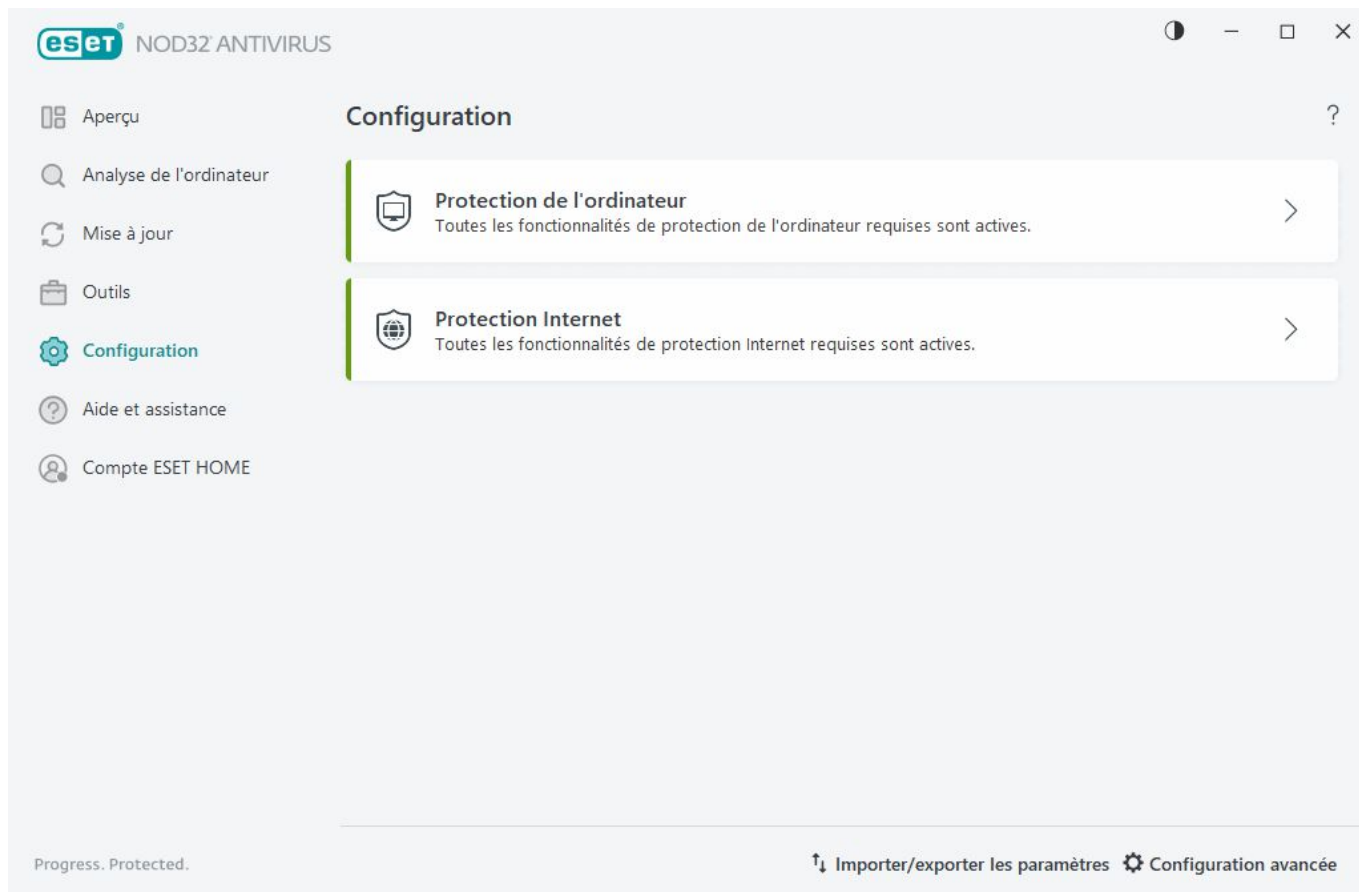 eset® NOD32® ANTIVIRUS
Aperçu
Analyse de l'ordinateur
Mise à jour
Outils
Configuration
Aide et assistance
Compte ESET HOME
Configuration
?
Protection de l'ordinateur
Toutes les fonctionnalités de protection de l'ordinateur requises sont actives.
Protection Internet
Toutes les fonctionnalités de protection Internet requises sont actives.
Progress. Protected.
Importer/exporter les paramètres
Configuration avancée